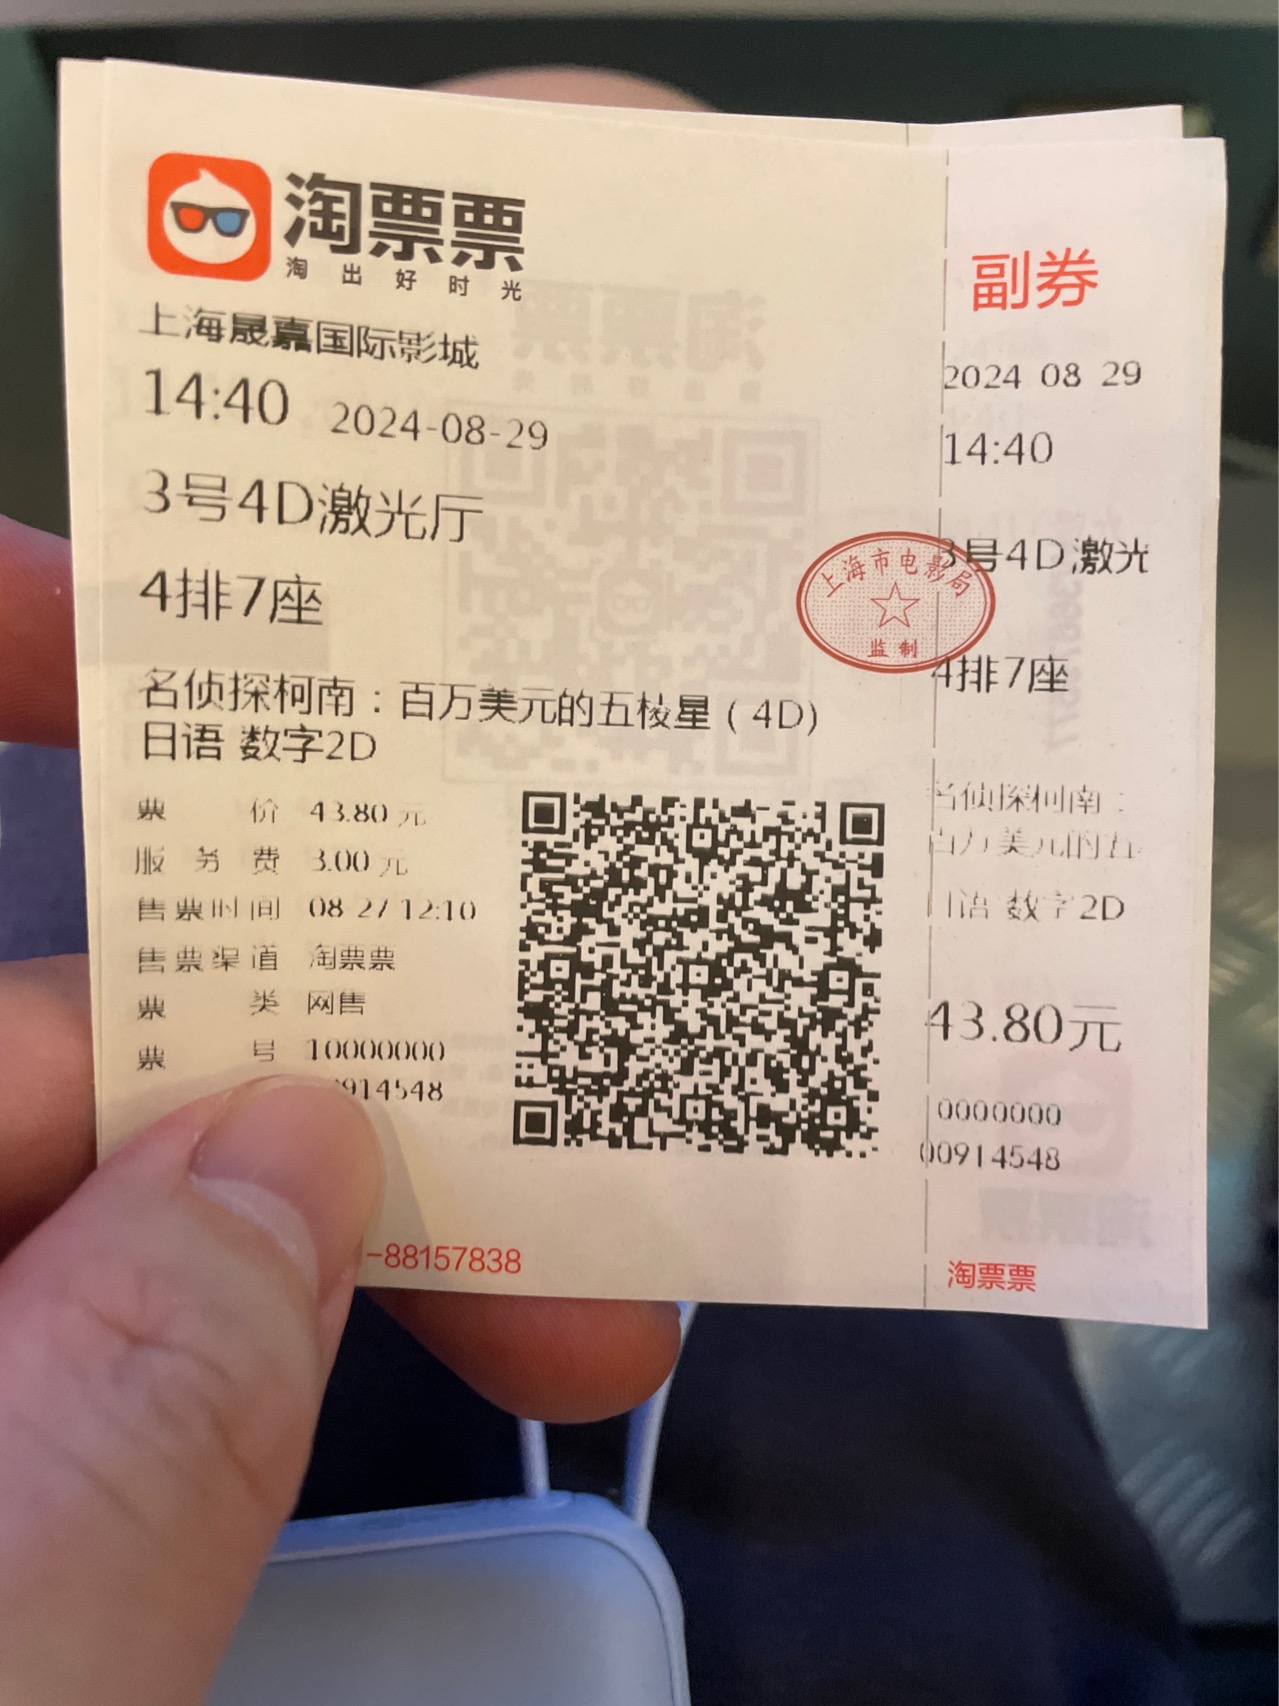 淘票票
淘出好时光
上海晟嘉国际影城
14:40 2024-08-29
3号4D激光厅
4排7座
名侦探柯南：百万美元的五棱星（4D）
日语 数字2D
票价 43.80 元
服务费 3.00 元
售票时间 08 27 12:10
售票渠道 淘票票
票类 网售
票号 10000000
0914548
-88157838
上海市电影局
监制
副券
2024 08 29
14:40
3号4D激光
4排7座
名侦探柯南：
百万美元的五
日语 数字2D
43.80元
0000000
00914548
淘票票